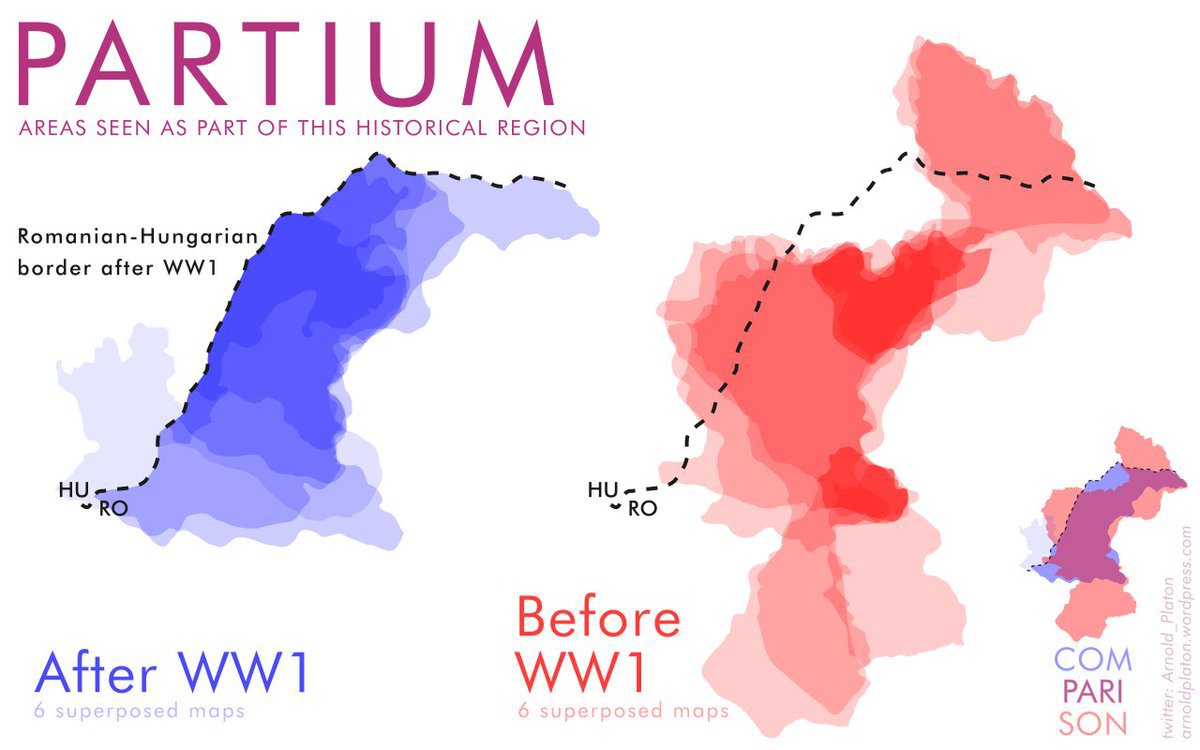 PARTIUM
AREAS SEEN AS PART OF THIS HISTORICAL REGION
Romanian-Hungarian
border after WW1
HU
RO
After WW1
6 superposed maps
HU
RO
Before
WW1
6 superposed maps
COM
PARI
SON
twitter: Arnold_Platon
arnoldplaton.wordpress.com